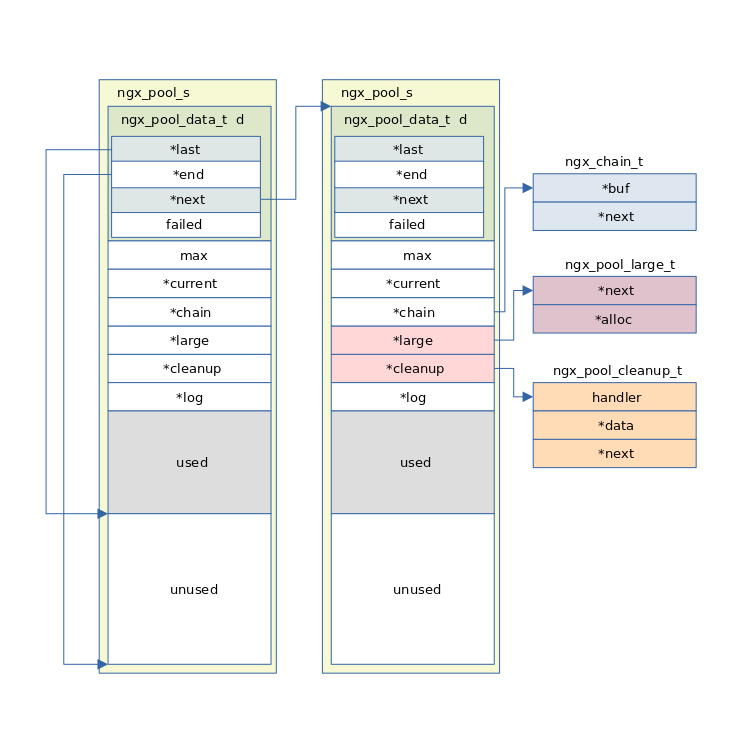 ngx_pool_s
ngx_pool_data_t d
*last
*end
*next
failed
max
*current
*chain
*large
*cleanup
*log
used
unused
ngx_pool_s
ngx_pool_data_t d
*last
*end
*next
failed
max
*current
*chain
*large
*cleanup
*log
used
unused
ngx_chain_t
*buf
*next
ngx_pool_large_t
*next
*alloc
ngx_pool_cleanup_t
handler
*data
*next